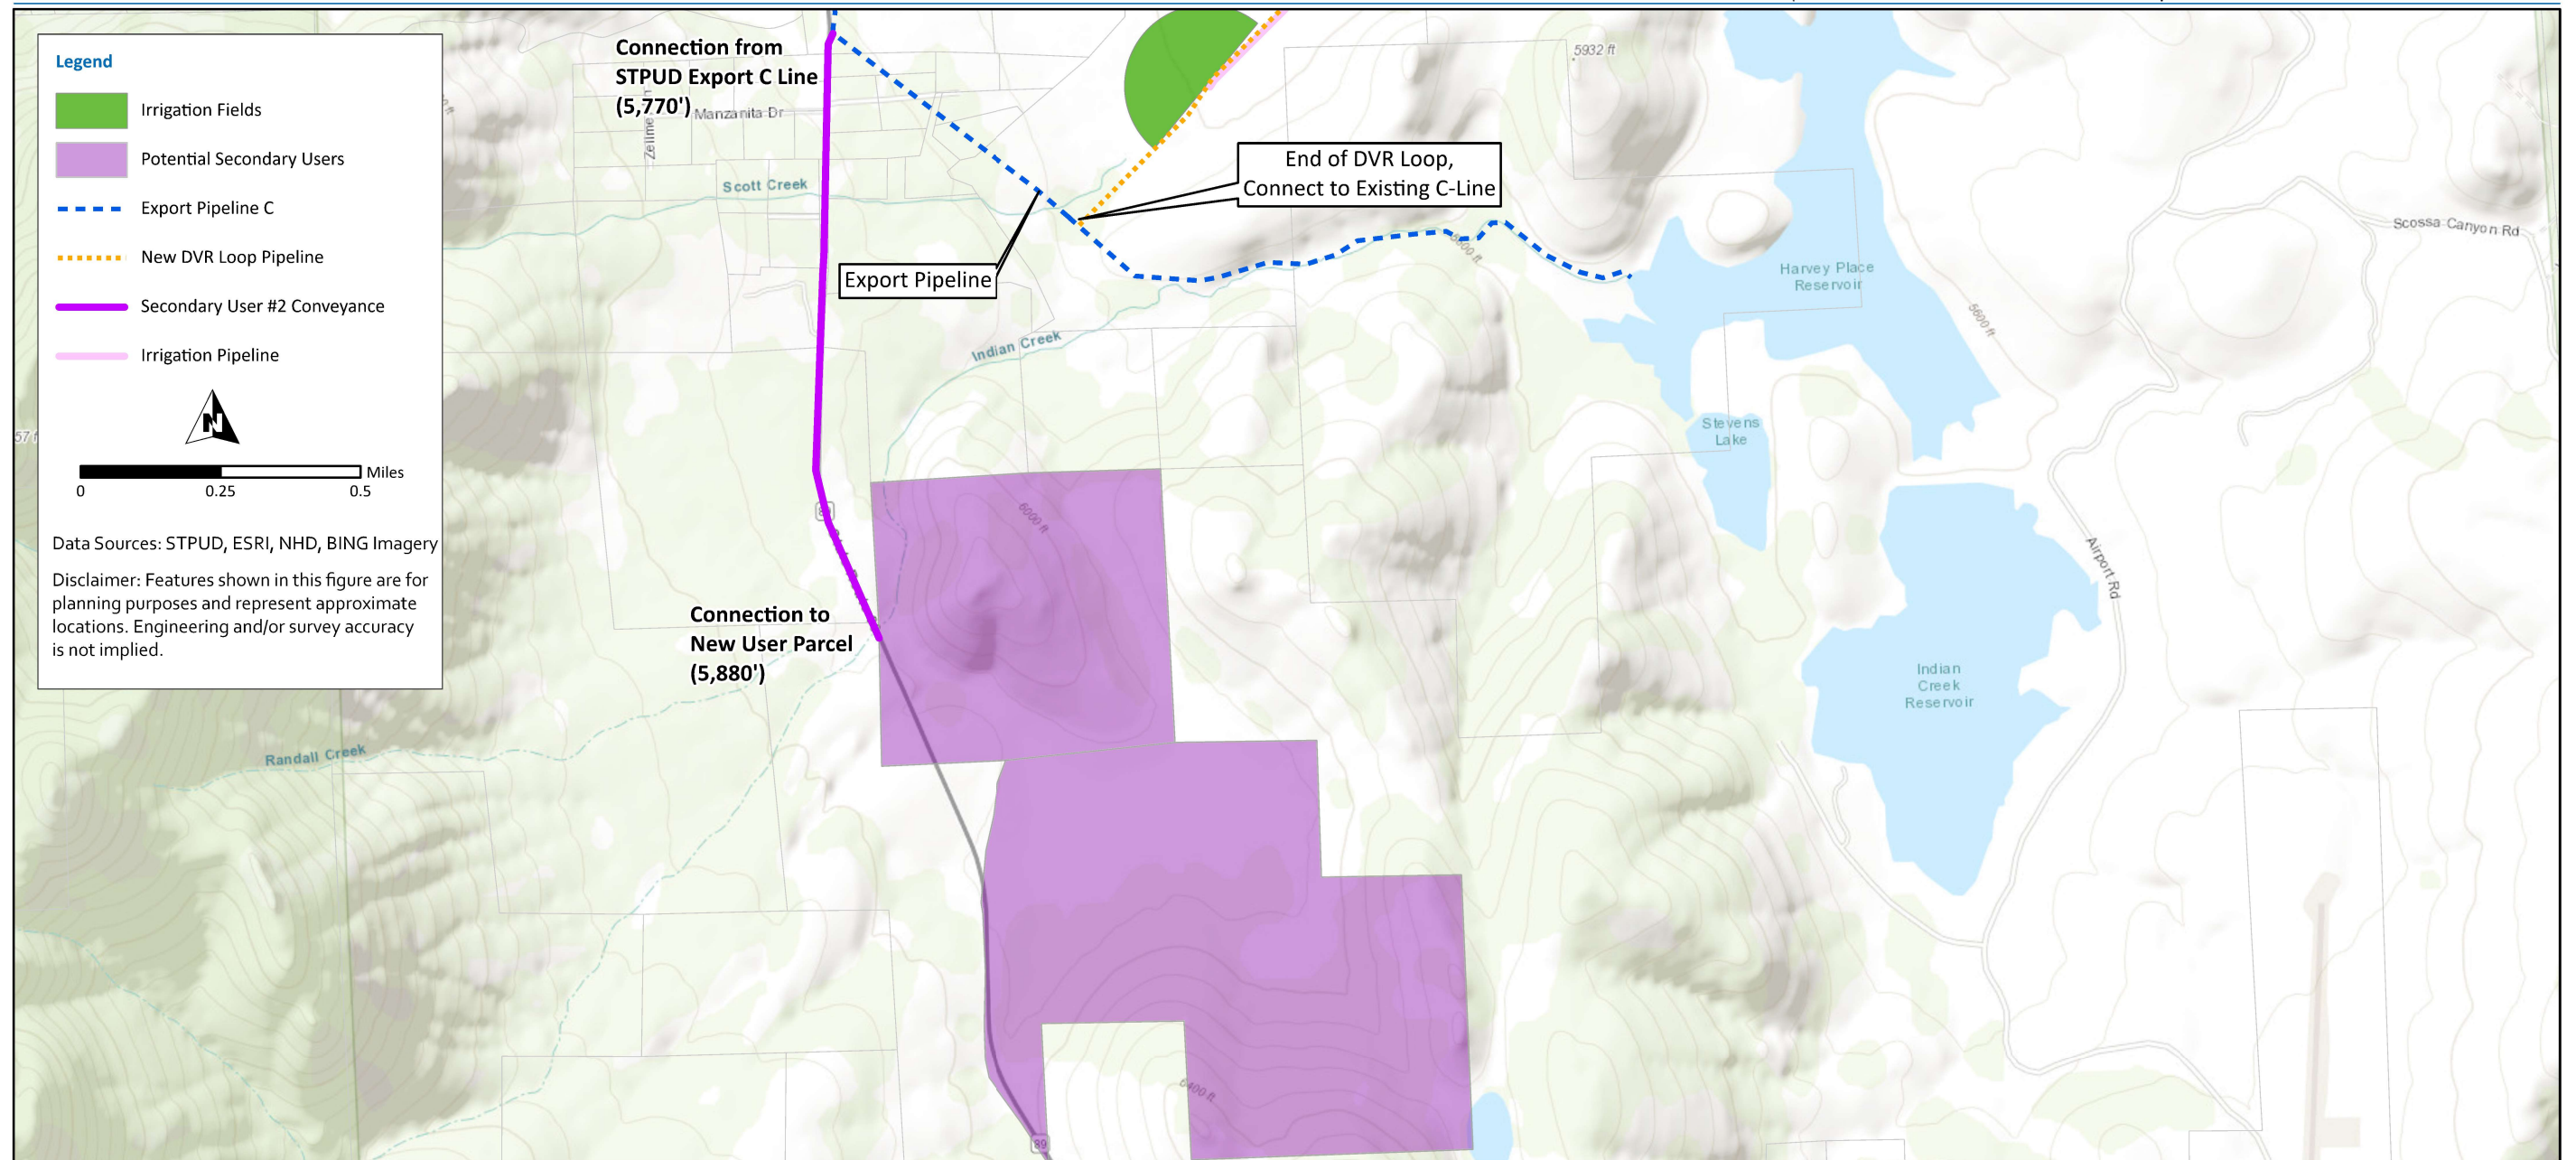 Legend
Irrigation Fields
Potential Secondary Users
Export Pipeline C
New DVR Loop Pipeline
Secondary User #2 Conveyance
Irrigation Pipeline
N
Miles
0 0.25 0.5
Data Sources: STPUD, ESRI, NHD, BING Imagery
Disclaimer: Features shown in this figure are for
planning purposes and represent approximate
locations. Engineering and/or survey accuracy
is not implied.
Connection from
STPUD Export C Line
(5,770')
Manzanita Dr
Scott Creek
5932 ft
End of DVR Loop,
Connect to Existing C-Line
Export Pipeline
Indian Creek
Scossa Canyon Rd
Harvey Place
Reservoir
5600 ft
Stevens
Lake
6000 ft
Airport Rd
Connection to
New User Parcel
(5,880')
Indian
Creek
Reservoir
Randall Creek
6400 ft
89